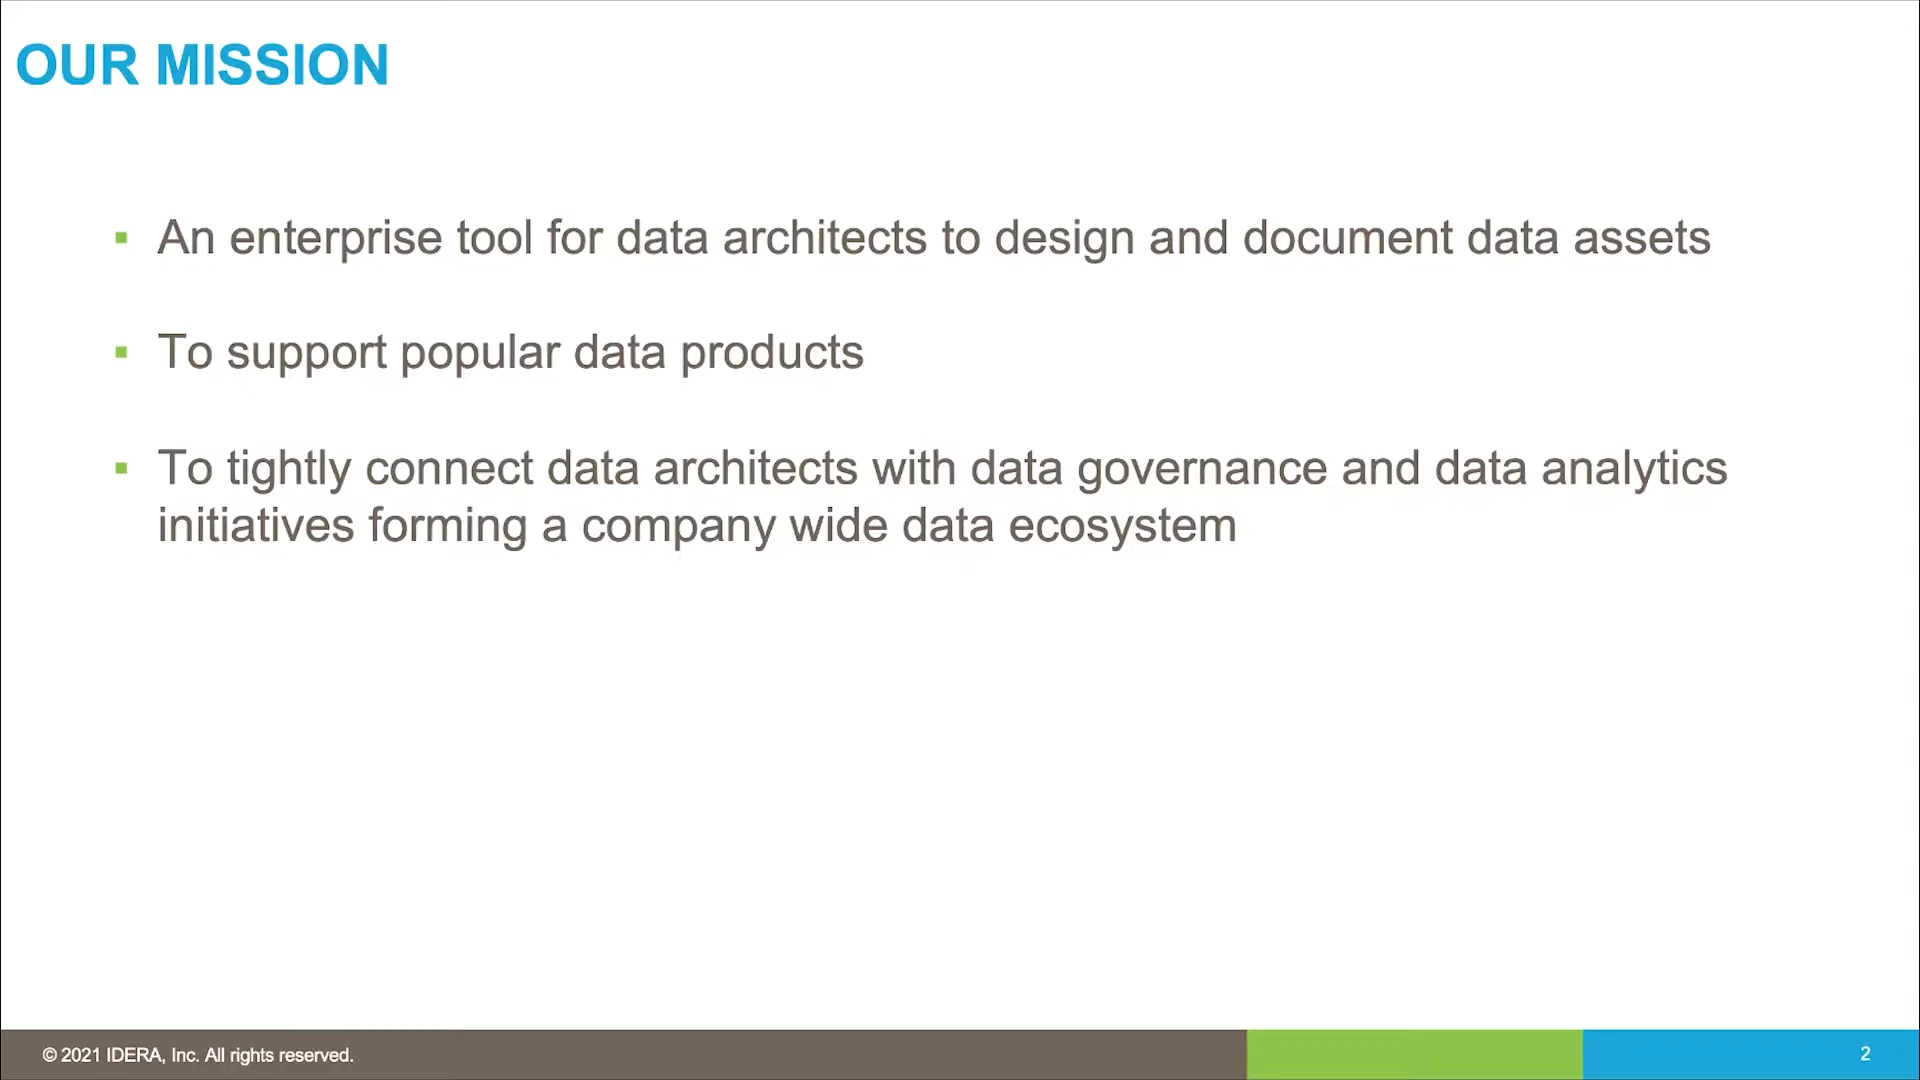 OUR MISSION
▪ An enterprise tool for data architects to design and document data assets
▪ To support popular data products
▪ To tightly connect data architects with data governance and data analytics
initiatives forming a company wide data ecosystem
© 2021 IDERA, Inc. All rights reserved.
2